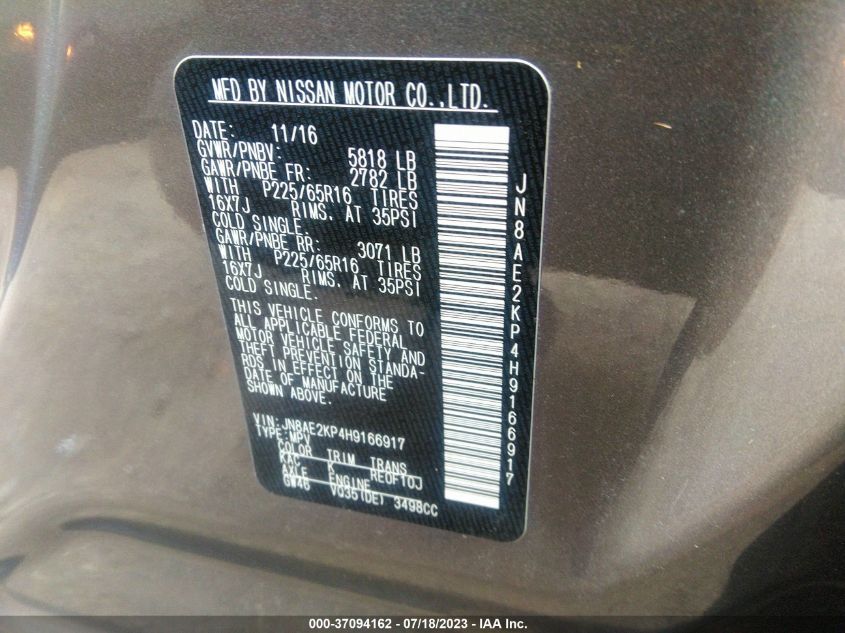 MFD BY NISSAN MOTOR CO.,LTD.
DATE: 11/16
GVWR/PNBV: 5818 LB
GAWR/PNBE FR: 2782 LB
WITH P225/65R16 TIRES
16X7J RIMS. AT 35PSI
COLD SINGLE.
GAWR/PNBE RR: 3071 LB
WITH P225/65R16 TIRES
16X7J RIMS. AT 35PSI
COLD SINGLE.
THIS VEHICLE CONFORMS TO
ALL APPLICABLE FEDERAL
MOTOR VEHICLE SAFETY AND
THEFT PREVENTION STANDA-
RDS IN EFFECT ON THE
DATE OF MANUFACTURE
SHOWN ABOVE.
VIN: JN8AE2KP4H9166917
TYPE: MPV
COLOR TRIM TRANS
KAC K RE0F10J
AXLE ENGINE
GW46 VQ35(DE) 3498CC
JN8AE2KP4H9166917
000-37094162 - 07/18/2023 - IAA Inc.